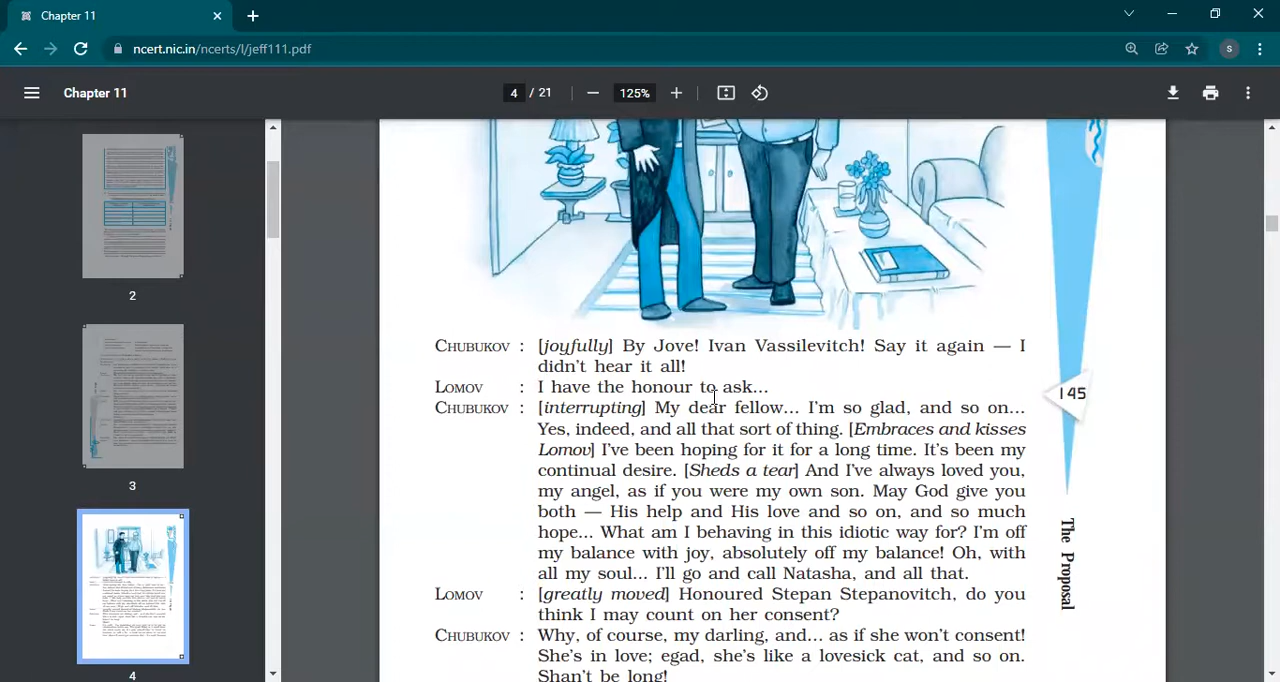 Chapter 11
ncert.nic.in/ncerts/l/jeff111.pdf
s
Chapter 11
4 / 21
125%
2
3
4
CHUBUKOV : [joyfully] By Jove! Ivan Vassilevitch! Say it again — I
didn't hear it all!
LOMOV : I have the honour to ask...
CHUBUKOV : [interrupting] My dear fellow... I'm so glad, and so on...
Yes, indeed, and all that sort of thing. [Embraces and kisses
Lomov] I've been hoping for it for a long time. It's been my
continual desire. [Sheds a tear] And I've always loved you,
my angel, as if you were my own son. May God give you
both — His help and His love and so on, and so much
hope... What am I behaving in this idiotic way for? I'm off
my balance with joy, absolutely off my balance! Oh, with
all my soul... I'll go and call Natasha, and all that.
LOMOV : [greatly moved] Honoured Stepan Stepanovitch, do you
think I may count on her consent?
CHUBUKOV : Why, of course, my darling, and... as if she won't consent!
She's in love; egad, she's like a lovesick cat, and so on.
Shan't be long!
145
The Proposal